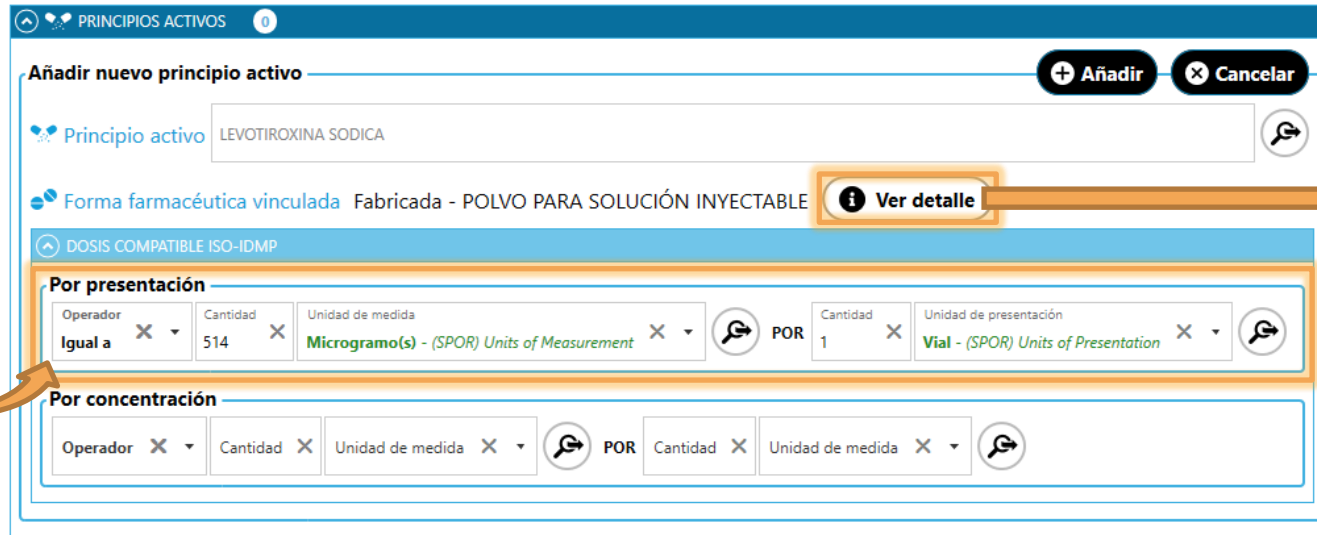 PRINCIPIOS ACTIVOS 0
Añadir nuevo principio activo Añadir Cancelar
Principio activo LEVOTIROXINA SODICA
Forma farmacéutica vinculada Fabricada - POLVO PARA SOLUCIÓN INYECTABLE Ver detalle
DOSIS COMPATIBLE ISO-IDMP
Por presentación
Operador Cantidad Unidad de medida Cantidad Unidad de presentación
Igual a 514 Microgramo(s) - (SPOR) Units of Measurement POR 1 Vial - (SPOR) Units of Presentation
Por concentración
Operador Cantidad Unidad de medida POR Cantidad Unidad de medida